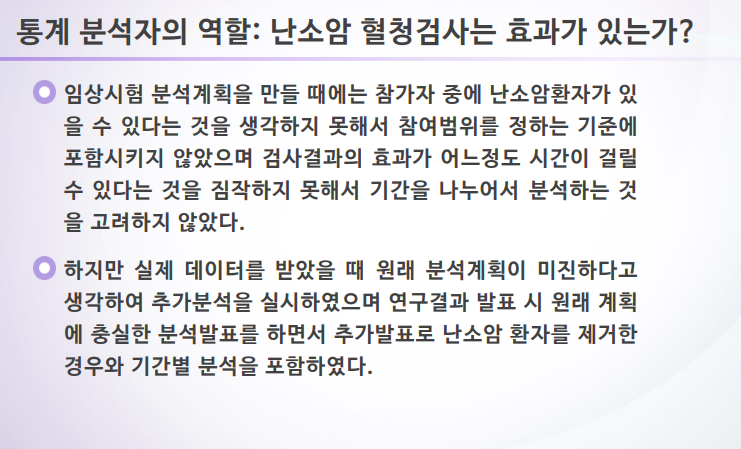 통계 분석자의 역할: 난소암 혈청검사는 효과가 있는가?
임상시험 분석계획을 만들 때에는 참가자 중에 난소암환자가 있
을 수 있다는 것을 생각하지 못해서 참여범위를 정하는 기준에
포함시키지 않았으며 검사결과의 효과가 어느정도 시간이 걸릴
수 있다는 것을 짐작하지 못해서 기간을 나누어서 분석하는 것
을 고려하지 않았다.
하지만 실제 데이터를 받았을 때 원래 분석계획이 미진하다고
생각하여 추가분석을 실시하였으며 연구결과 발표 시 원래 계획
에 충실한 분석발표를 하면서 추가발표로 난소암 환자를 제거한
경우와 기간별 분석을 포함하였다.